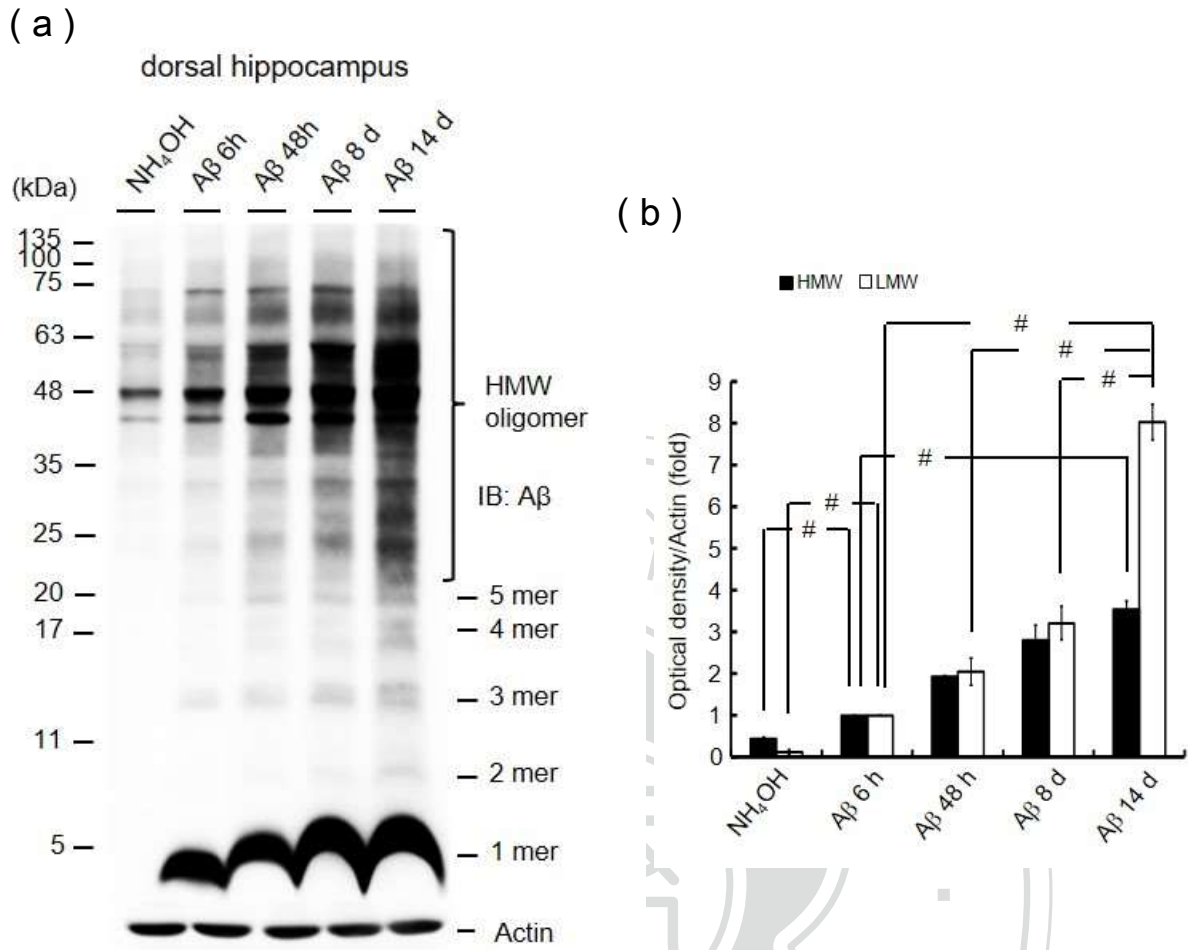 ( a )
dorsal hippocampus
NH₄OH
Aβ 6h
Aβ 48h
Aβ 8 d
Aβ 14 d
(kDa)
135
100
75
63
48
35
25
20
17
11
5
HMW
oligomer
IB: Aβ
5 mer
4 mer
3 mer
2 mer
1 mer
Actin
( b )
HMW LMW
#
#
#
#
#
#
Optical density/Actin (fold)
9
8
7
6
5
4
3
2
1
0
NH₄OH
Aβ 6 h
Aβ 48 h
Aβ 8 d
Aβ 14 d